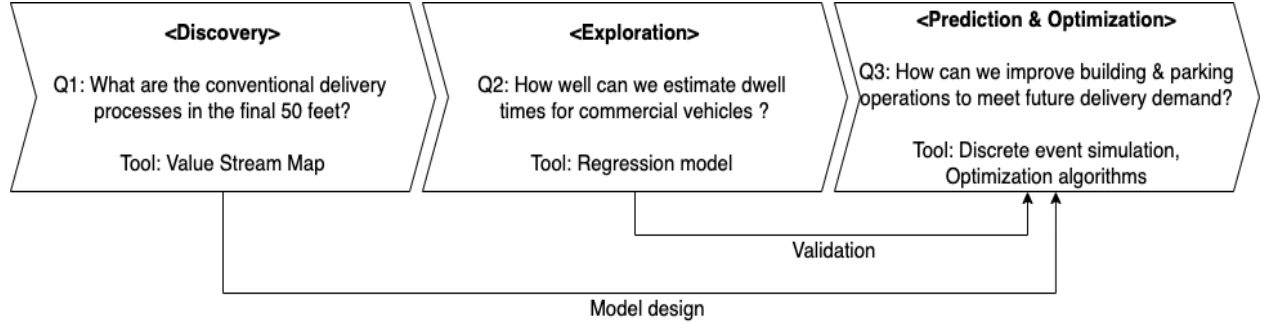 <Discovery>
Q1: What are the conventional delivery
processes in the final 50 feet?
Tool: Value Stream Map
<Exploration>
Q2: How well can we estimate dwell
times for commercial vehicles ?
Tool: Regression model
<Prediction & Optimization>
Q3: How can we improve building & parking
operations to meet future delivery demand?
Tool: Discrete event simulation,
Optimization algorithms
Validation
Model design